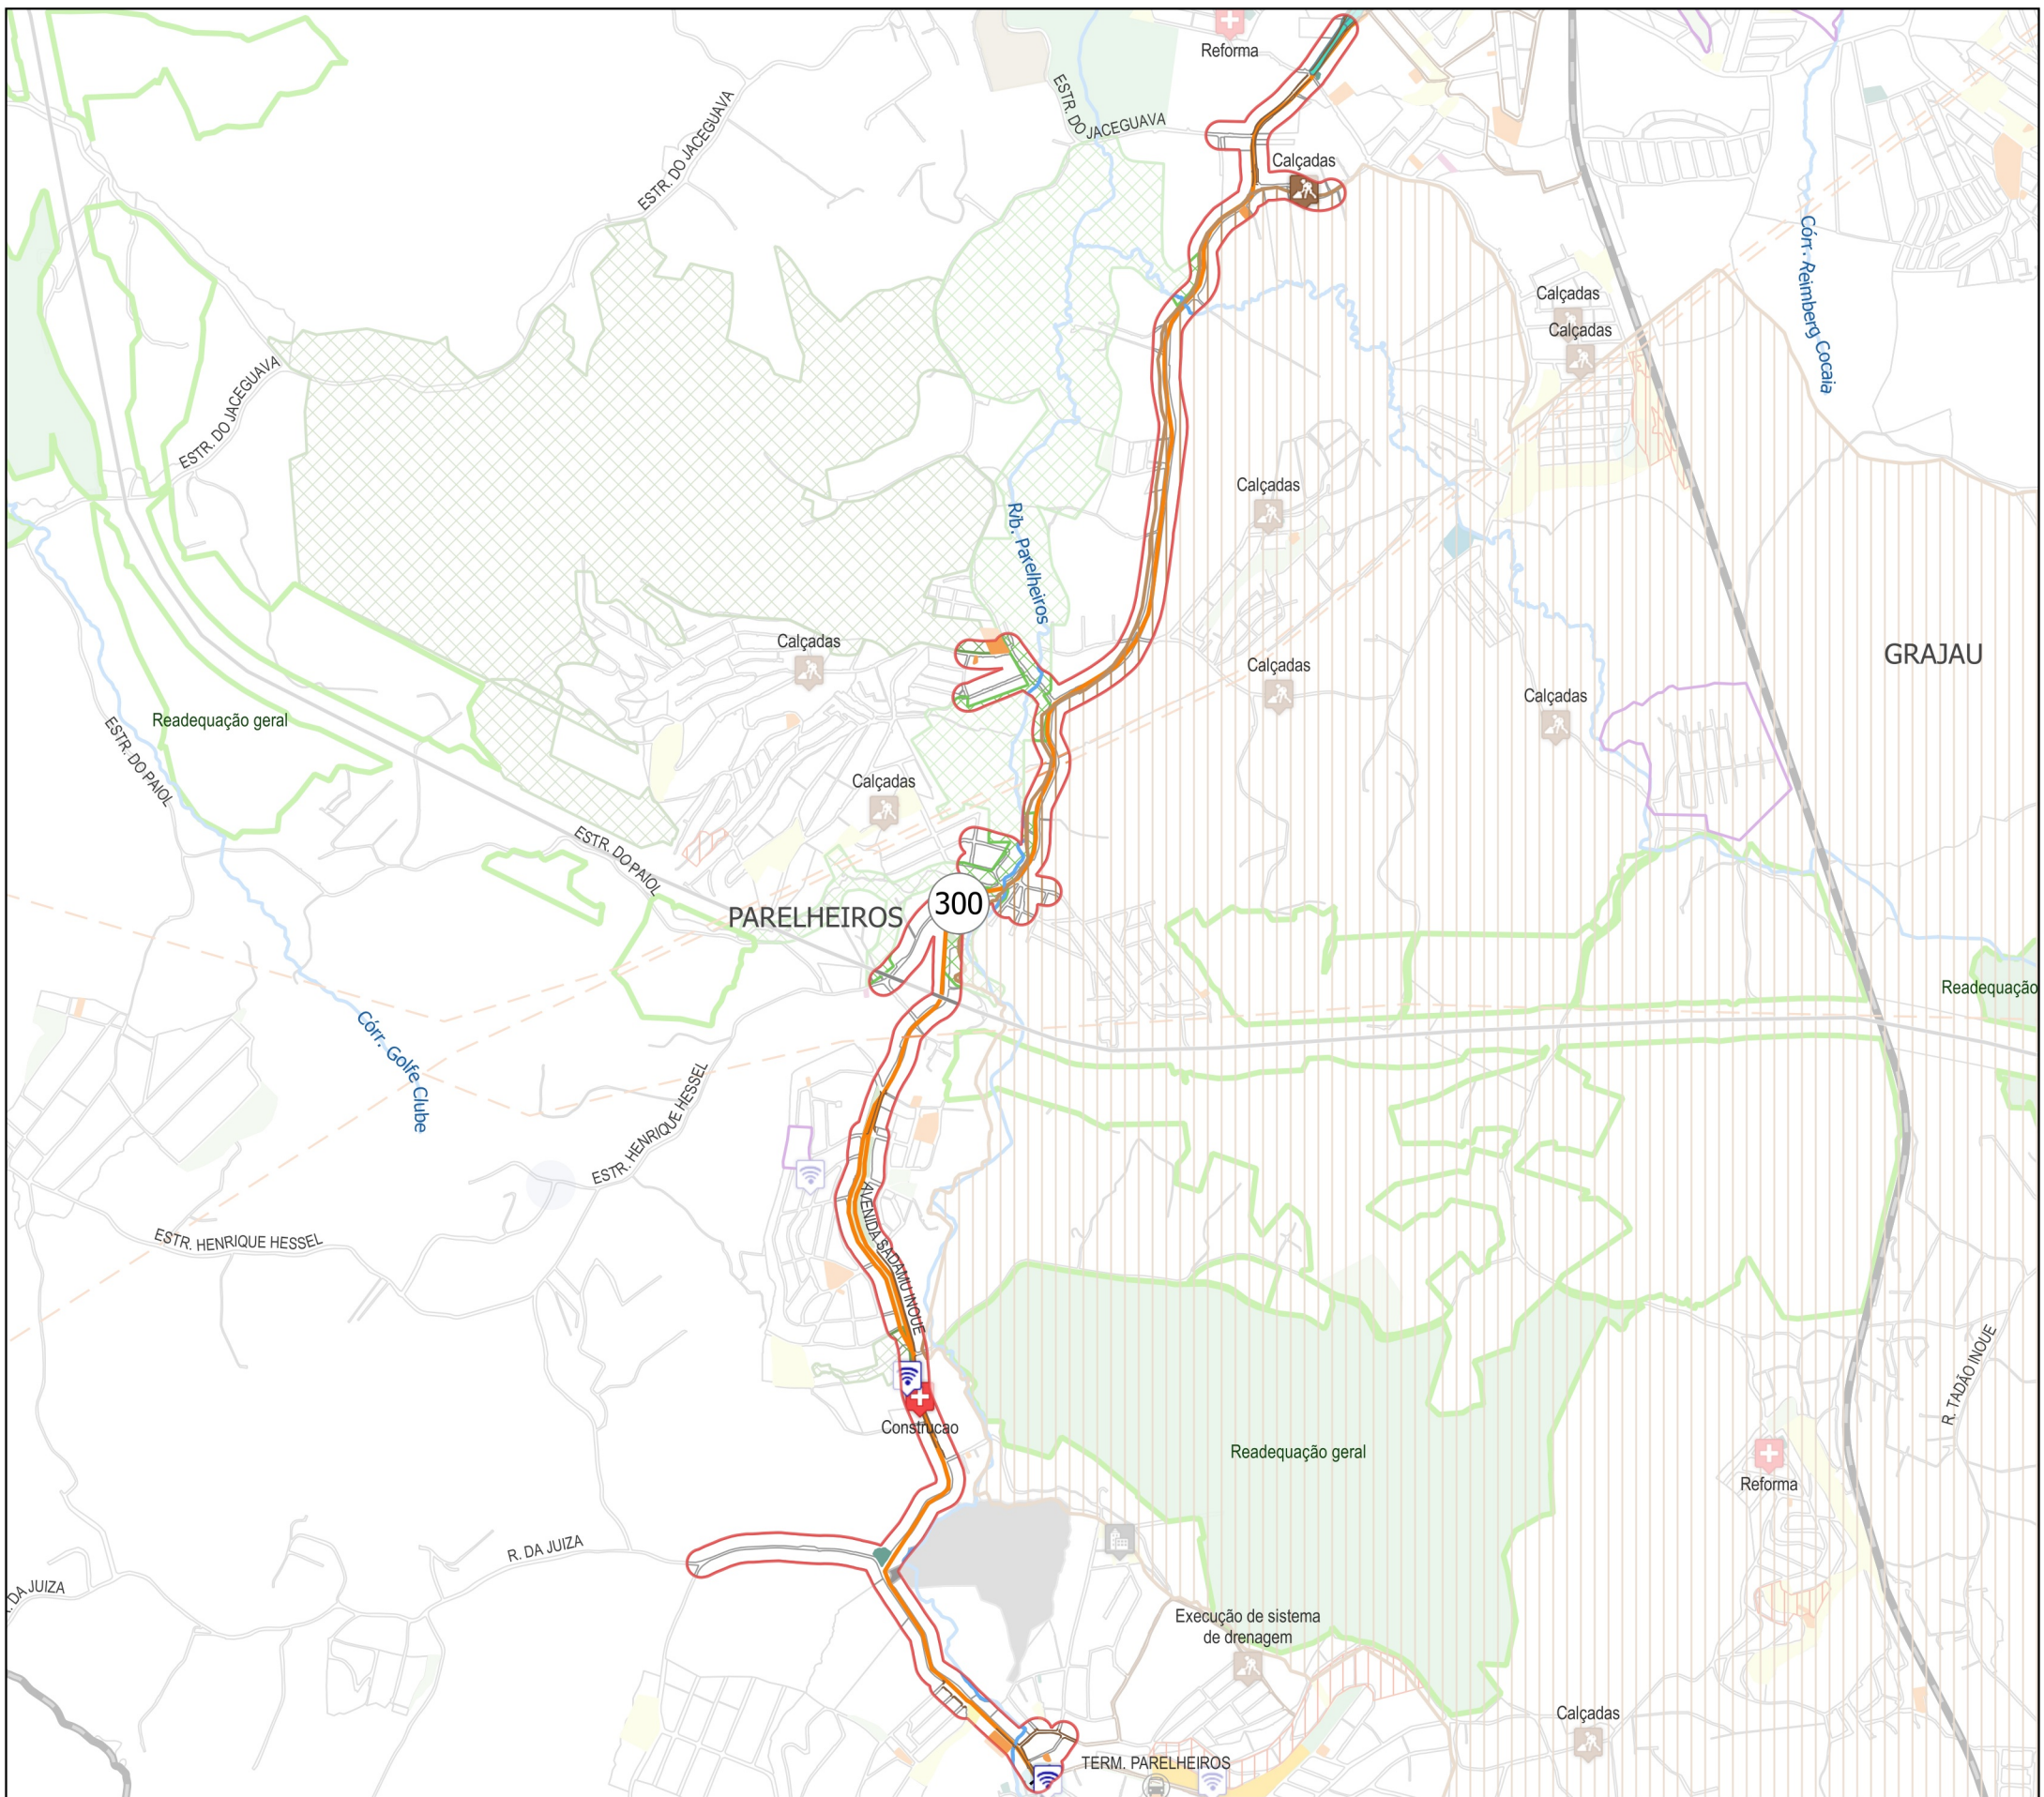 Reforma
ESTR. DO JACEGUAVA
ESTR. DO JACEGUAVA
Calçadas
Córr. Reimberg Cocaia
Calçadas
Calçadas
ESTR. DO JACEGUAVA
Calçadas
Rib. Parelheiros
Calçadas
GRAJAU
Calçadas
Calçadas
Readequação geral
ESTR. DO PAIOL
Calçadas
ESTR. DO PAIOL
300
PARELHEIROS
Readequação
Córr. Golfe Clube
ESTR. HENRIQUE HESSEL
AVENIDA SADAMU INOUE
ESTR. HENRIQUE HESSEL
R. TADÃO INOUE
Construcao
Readequação geral
Reforma
R. DA JUIZA
DA JUIZA
Execução de sistema
de drenagem
Calçadas
TERM. PARELHEIROS